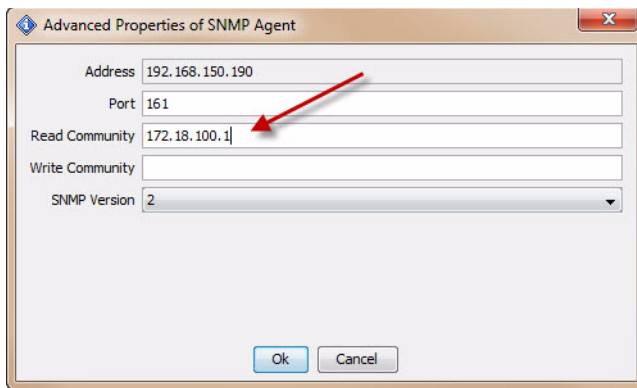 Advanced Properties of SNMP Agent
Address 192.168.150.190
Port 161
Read Community 172.18.100.1
Write Community
SNMP Version 2
Ok Cancel